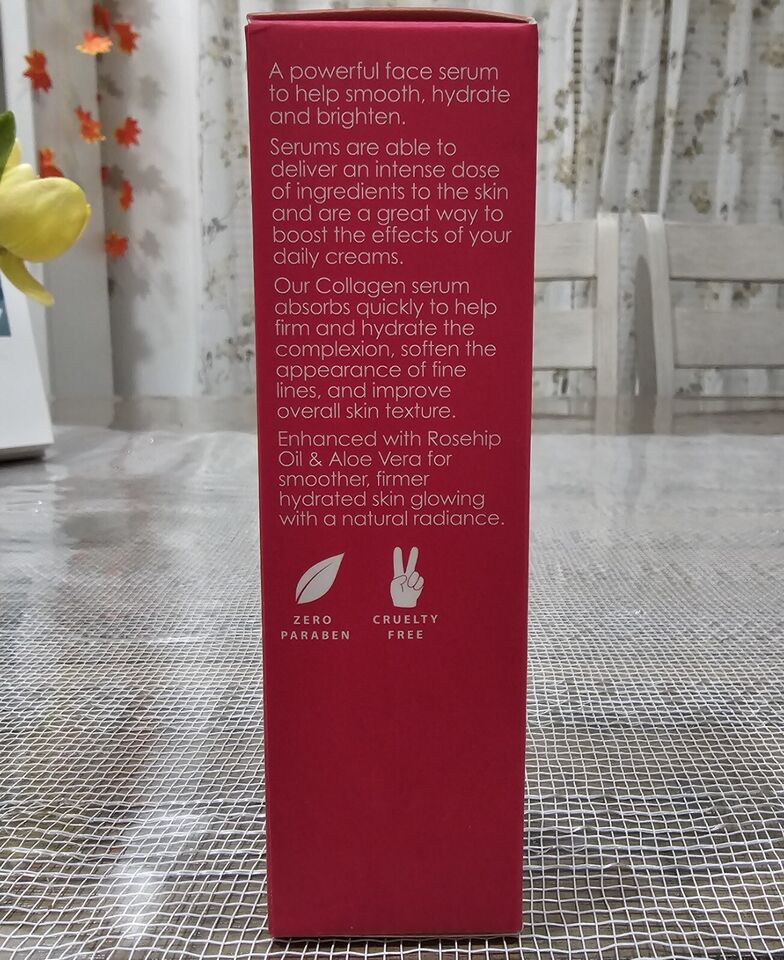 A powerful face serum
to help smooth, hydrate
and brighten.
Serums are able to
deliver an intense dose
of ingredients to the skin
and are a great way to
boost the effects of your
daily creams.
Our Collagen serum
absorbs quickly to help
firm and hydrate the
complexion, soften the
appearance of fine
lines, and improve
overall skin texture.
Enhanced with Rosehip
Oil & Aloe Vera for
smoother, firmer
hydrated skin glowing
with a natural radiance.
ZERO
PARABEN
CRUELTY
FREE